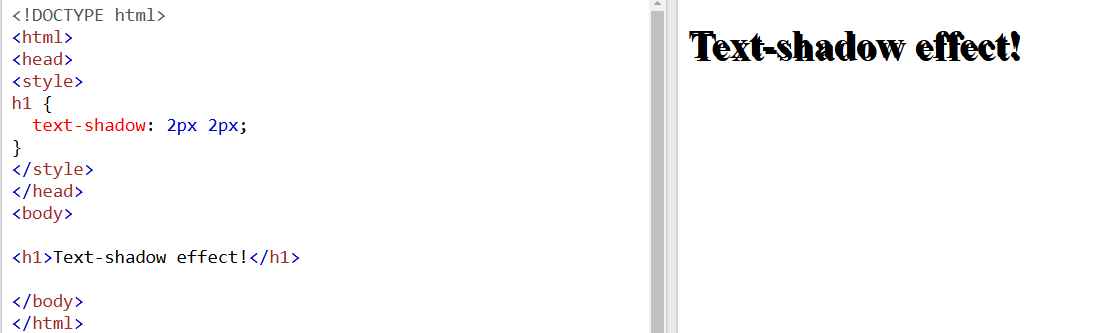 <!DOCTYPE html>
<html>
<head>
<style>
h1 {
  text-shadow: 2px 2px;
}
</style>
</head>
<body>

<h1>Text-shadow effect!</h1>

</body>
</html>
Text-shadow effect!